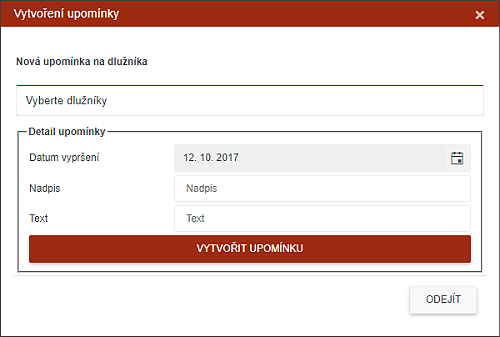 Vytvoření upomínky
Nová upomínka na dlužníka
Vyberte dlužníky
Detail upomínky
Datum vypršení 12. 10. 2017
Nadpis Nadpis
Text Text
VYTVOŘIT UPOMÍNKU
ODEJÍT